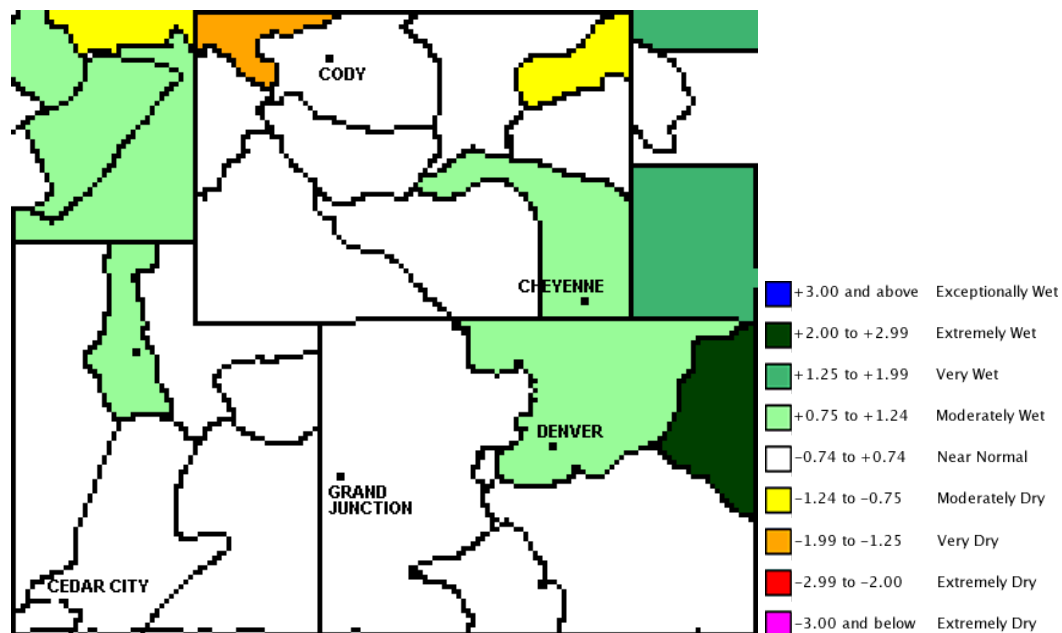 CODY
CHEYENNE
DENVER
GRAND
JUNCTION
CEDAR CITY
+3.00 and above Exceptionally Wet
+2.00 to +2.99 Extremely Wet
+1.25 to +1.99 Very Wet
+0.75 to +1.24 Moderately Wet
-0.74 to +0.74 Near Normal
-1.24 to -0.75 Moderately Dry
-1.99 to -1.25 Very Dry
-2.99 to -2.00 Extremely Dry
-3.00 and below Extremely Dry